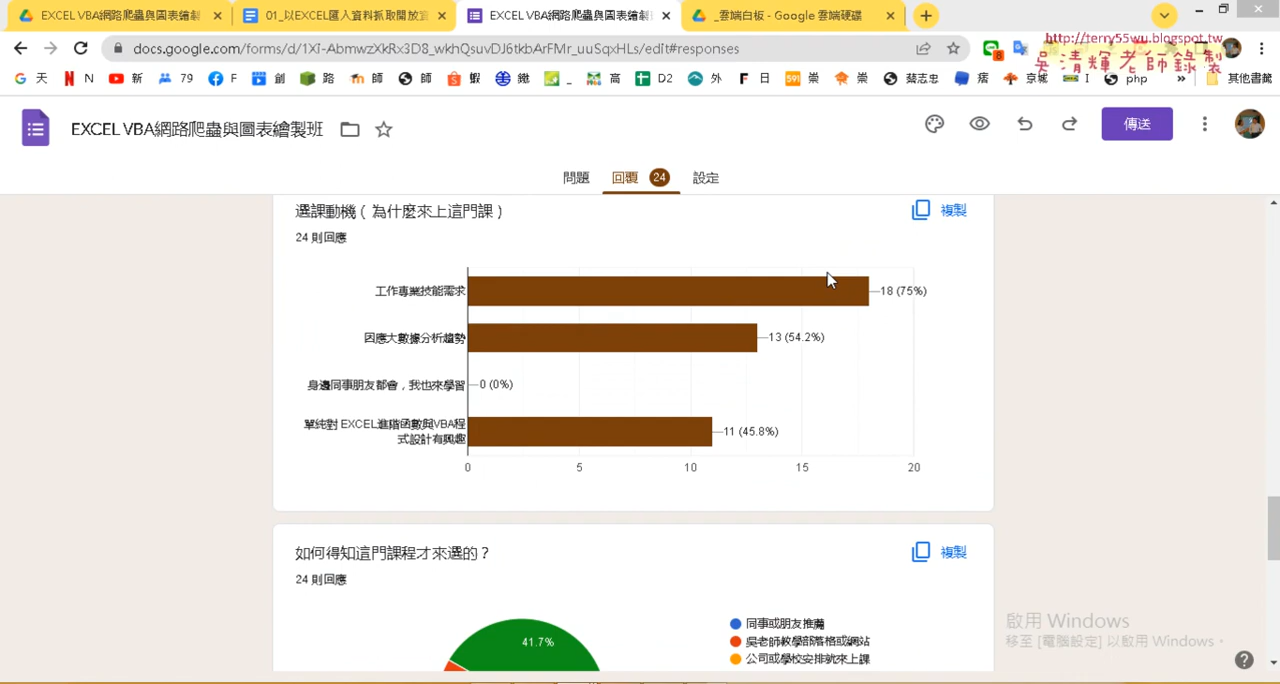 EXCEL VBA網路爬蟲與圖表繪製
01_以EXCEL匯入資料抓取開放資
EXCEL VBA網路爬蟲與圖表繪製
_雲端白板 - Google 雲端硬碟
docs.google.com/forms/d/1Xi-AbmwzXkRx3D8_wkhQsuvDJ6tkbArFMr_uuSqxHLs/edit#responses
http://terry55wu.blogspot.tw
吳清輝老師錄製
天
N
新
79
F
創
路
師
師
蝦
緻
_
高
D2
外
日
崇
崇
蔡志忠
痞
京城
I
php
»
其他書籤
EXCEL VBA網路爬蟲與圖表繪製班
傳送
問題
回覆 24
設定
選課動機 ( 為什麼來上這門課 )
複製
24 則回應
工作專業技能需求
18 (75%)
因應大數據分析趨勢
13 (54.2%)
身邊同事朋友都會，我也來學習
0 (0%)
單純對 EXCEL進階函數與VBA程
式設計有興趣
11 (45.8%)
0 5 10 15 20
如何得知這門課程才來選的？
複製
24 則回應
41.7%
同事或朋友推薦
吳老師教學部落格或網站
公司或學校安排就來上課
啟用 Windows
移至 [電腦設定] 以啟用 Windows。